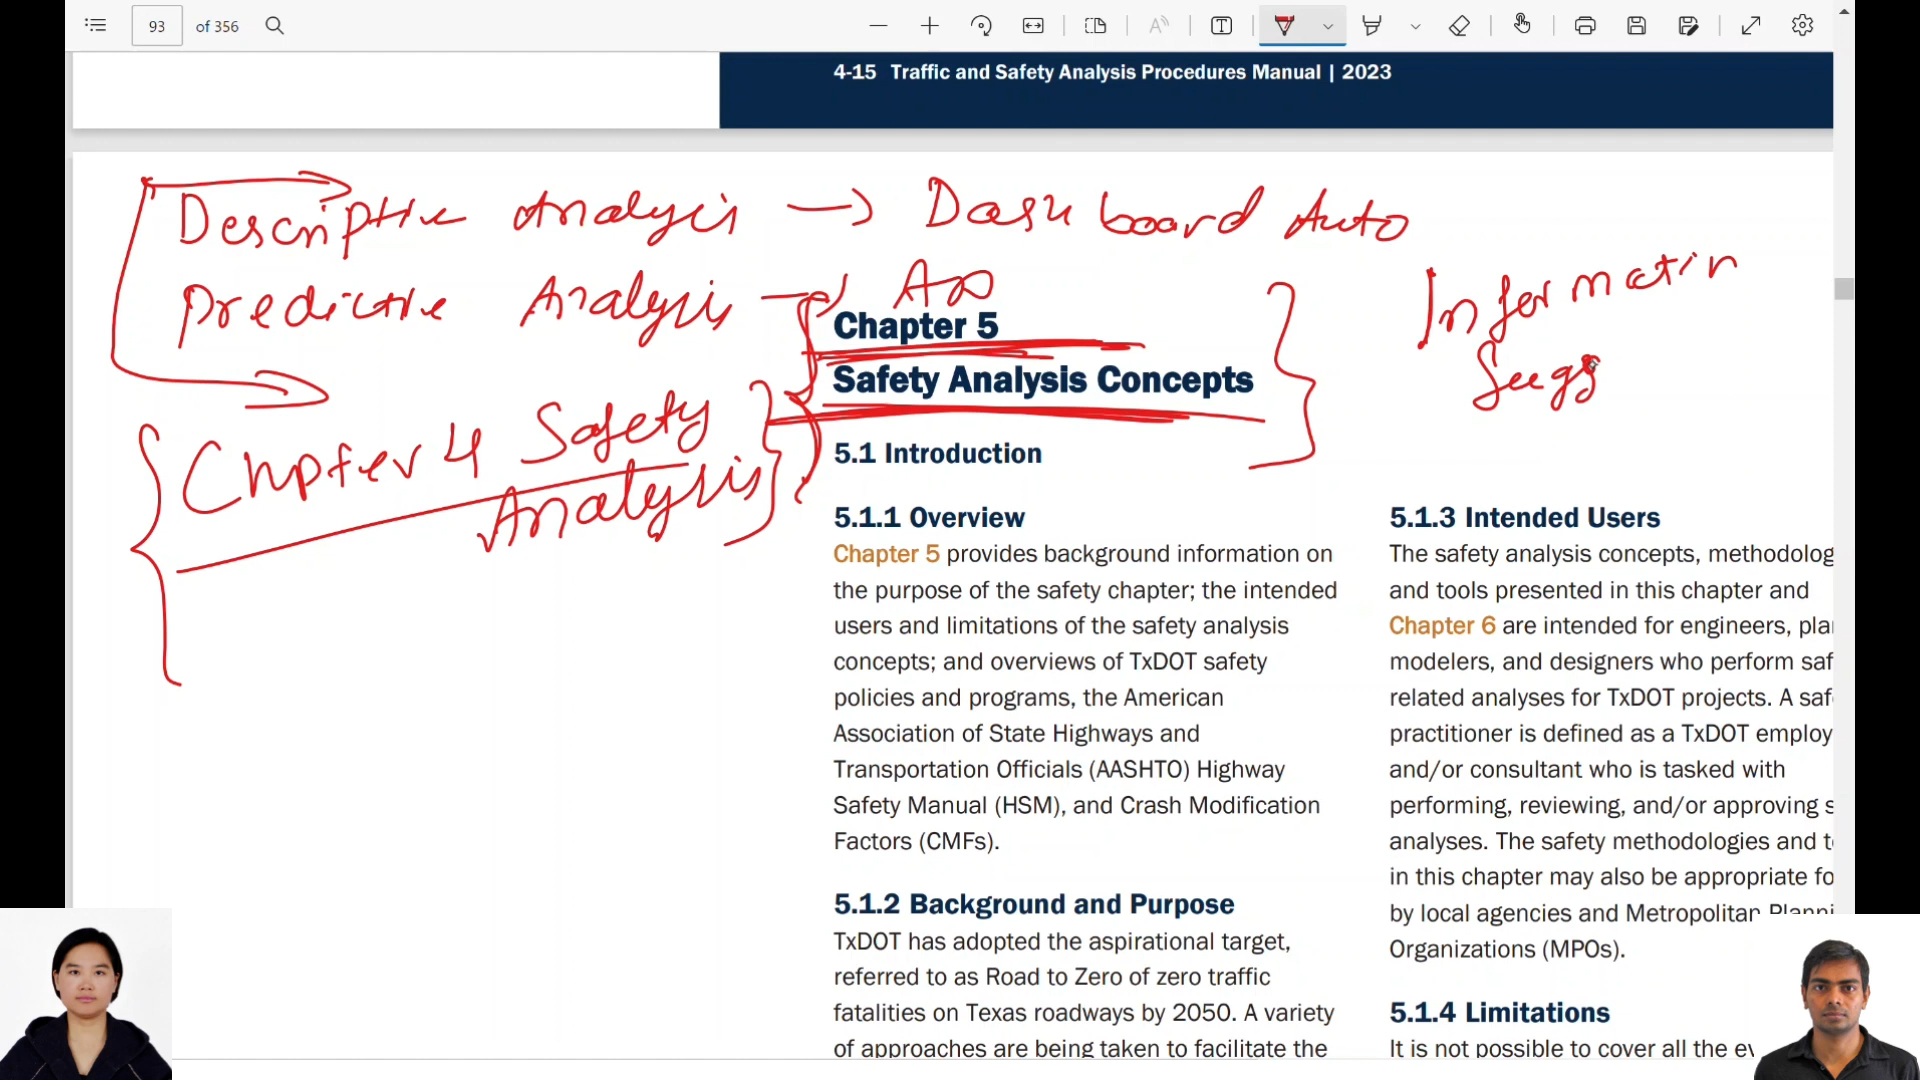 93 of 356
4-15 Traffic and Safety Analysis Procedures Manual | 2023
Descriptive Analysis → Dashboard Auto
Predictive Analysis →
Information
Chapter 5
Safety Analysis Concepts
Sugg
Chapter 4 Safety
Analysis
5.1 Introduction
5.1.1 Overview
Chapter 5 provides background information on
the purpose of the safety chapter; the intended
users and limitations of the safety analysis
concepts; and overviews of TxDOT safety
policies and programs, the American
Association of State Highways and
Transportation Officials (AASHTO) Highway
Safety Manual (HSM), and Crash Modification
Factors (CMFs).
5.1.2 Background and Purpose
TxDOT has adopted the aspirational target,
referred to as Road to Zero of zero traffic
fatalities on Texas roadways by 2050. A variety
of approaches are being taken to facilitate the
5.1.3 Intended Users
The safety analysis concepts, methodolog
and tools presented in this chapter and
Chapter 6 are intended for engineers, pla
modelers, and designers who perform saf
related analyses for TxDOT projects. A saf
practitioner is defined as a TxDOT employ
and/or consultant who is tasked with
performing, reviewing, and/or approving s
analyses. The safety methodologies and t
in this chapter may also be appropriate fo
by local agencies and Metropolitan Planni
Organizations (MPOs).
5.1.4 Limitations
It is not possible to cover all the ev